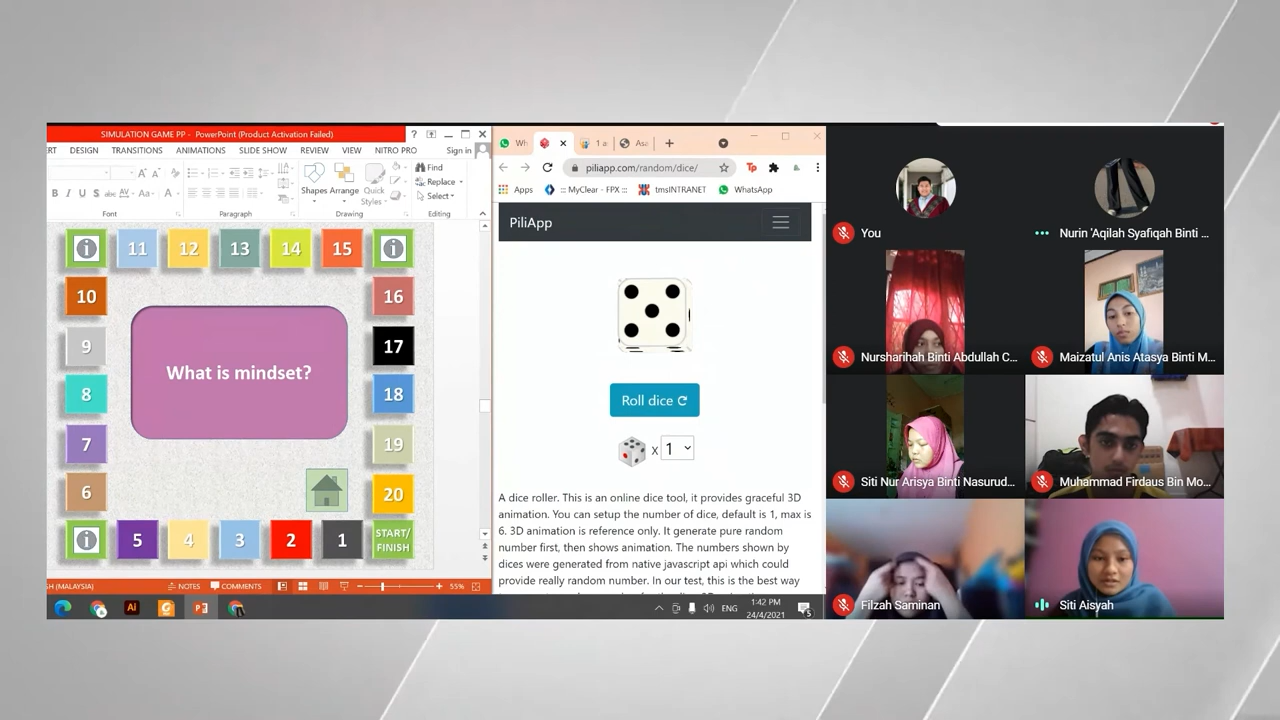 SIMULATION GAME PP - PowerPoint (Product Activation Failed)
DESIGN TRANSITIONS ANIMATIONS SLIDE SHOW REVIEW VIEW NITRO PRO Sign in
Shapes Arrange Quick Styles
Find
Replace
Select
Font Paragraph Drawing Editing
11 12 13 14 15
10 16
9 17
8 18
7 19
6 20
What is mindset?
5 4 3 2 1 START/
FINISH
(MALAYSIA) NOTES COMMENTS 55%
piliapp.com/random/dice/
Apps ::: MyClear - FPX ::: tmsINTRANET WhatsApp
PiliApp
Roll dice
x 1
A dice roller. This is an online dice tool, it provides graceful 3D
animation. You can setup the number of dice, default is 1, max is
6. 3D animation is reference only. It generate pure random
number first, then shows animation. The numbers shown by
dices were generated from native javascript api which could
provide really random number. In our test, this is the best way
ENG
1:42 PM
24/4/2021
5
You
Nurin 'Aqilah Syafiqah Binti ...
Nursharihah Binti Abdullah C...
Maizatul Anis Atasya Binti M...
Siti Nur Arisya Binti Nasurud...
Muhammad Firdaus Bin Mo...
Filzah Saminan
Siti Aisyah